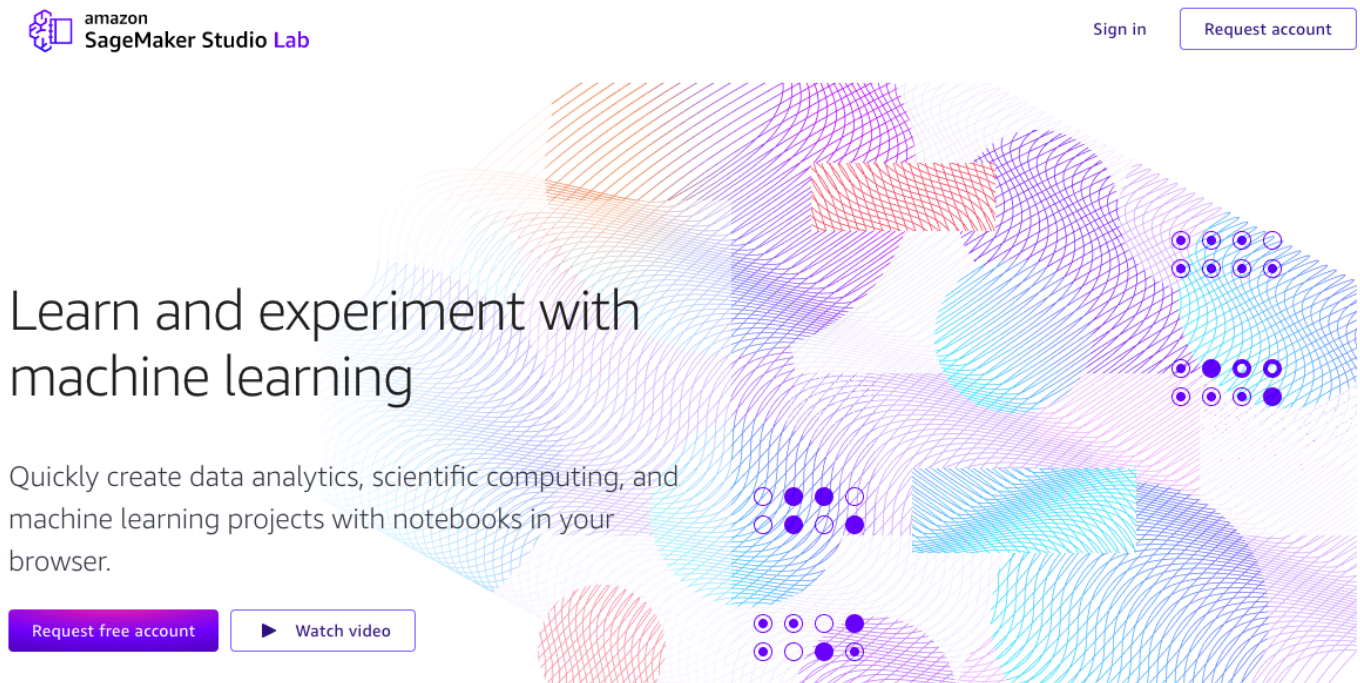 amazon
SageMaker Studio Lab
Sign in
Request account
Learn and experiment with
machine learning
Quickly create data analytics, scientific computing, and
machine learning projects with notebooks in your
browser.
Request free account
Watch video